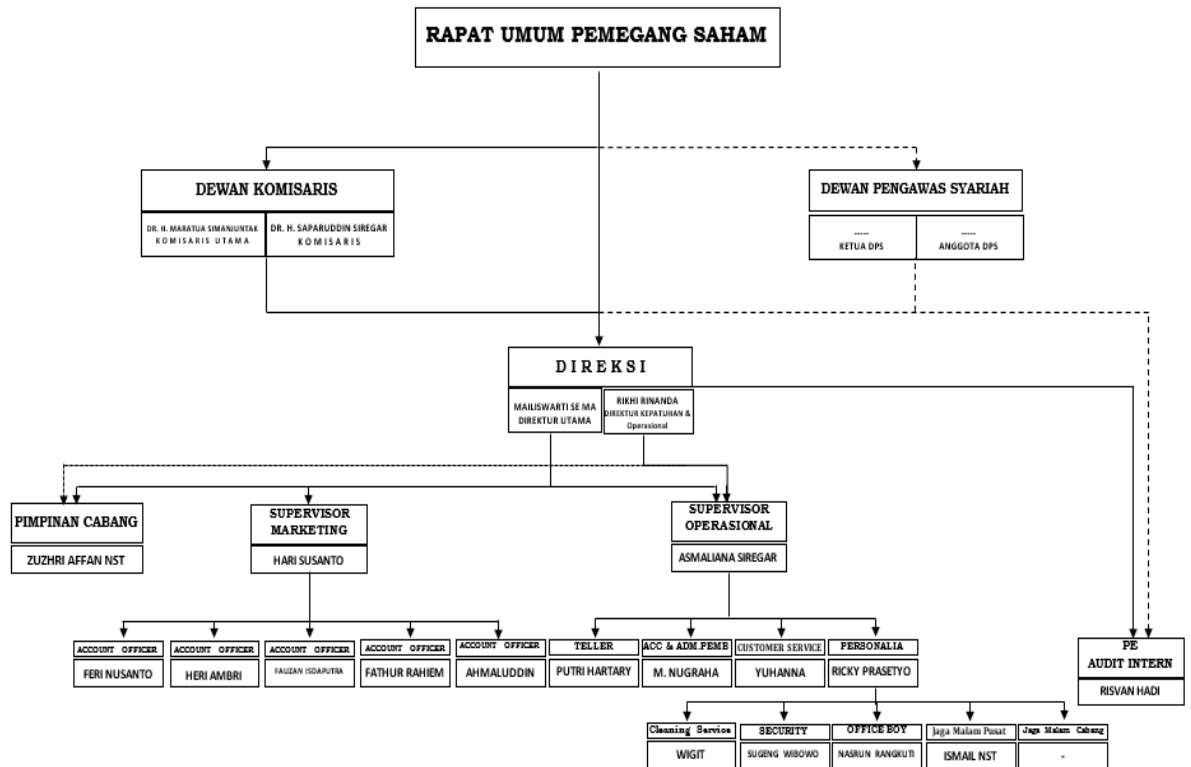 RAPAT UMUM PEMEGANG SAHAM
DEWAN KOMISARIS
DR. H. MARATUA SIMANJUNTAK
KOMISARIS UTAMA
DR. H. SAPARUDDIN SIREGAR
KOMISARIS
DEWAN PENGAWAS SYARIAH
-----
KETUA DPS
-----
ANGGOTA DPS
DIREKSI
MAILISWARTI SE MA
DIREKTUR UTAMA
RIKHI RINANDA
DIREKTUR KEPATUHAN &
Operasional
PIMPINAN CABANG
ZUZHRI AFFAN NST
SUPERVISOR
MARKETING
HARI SUSANTO
SUPERVISOR
OPERASIONAL
ASMALIANA SIREGAR
ACCOUNT OFFICER
FERI NUSANTO
ACCOUNT OFFICER
HERI AMBRI
ACCOUNT OFFICER
FAUZAN ISDAPUTRA
ACCOUNT OFFICER
FATHUR RAHIEM
ACCOUNT OFFICER
AHMALUDDIN
TELLER
PUTRI HARTARY
ACC & ADM.PEMB
M. NUGRAHA
CUSTOMER SERVICE
YUHANNA
PERSONALIA
RICKY PRASETYO
PE
AUDIT INTERN
RISVAN HADI
Cleaning Service
WIGIT
SECURITY
SUGENG WIBOWO
OFFICE BOY
NASRUN RANGKUTI
Jaga Malam Pusat
ISMAIL NST
Jaga Malam Cabang
-